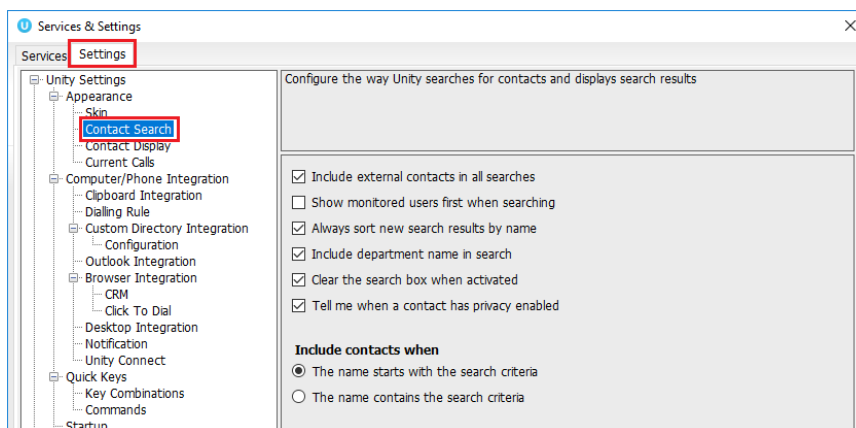 Services & Settings
Services
Settings
Unity Settings
Appearance
Skin
Contact Search
Contact Display
Current Calls
Computer/Phone Integration
Clipboard Integration
Dialling Rule
Custom Directory Integration
Configuration
Outlook Integration
Browser Integration
CRM
Click To Dial
Desktop Integration
Notification
Unity Connect
Quick Keys
Key Combinations
Commands
Startup
Configure the way Unity searches for contacts and displays search results
Include external contacts in all searches
Show monitored users first when searching
Always sort new search results by name
Include department name in search
Clear the search box when activated
Tell me when a contact has privacy enabled
Include contacts when
The name starts with the search criteria
The name contains the search criteria